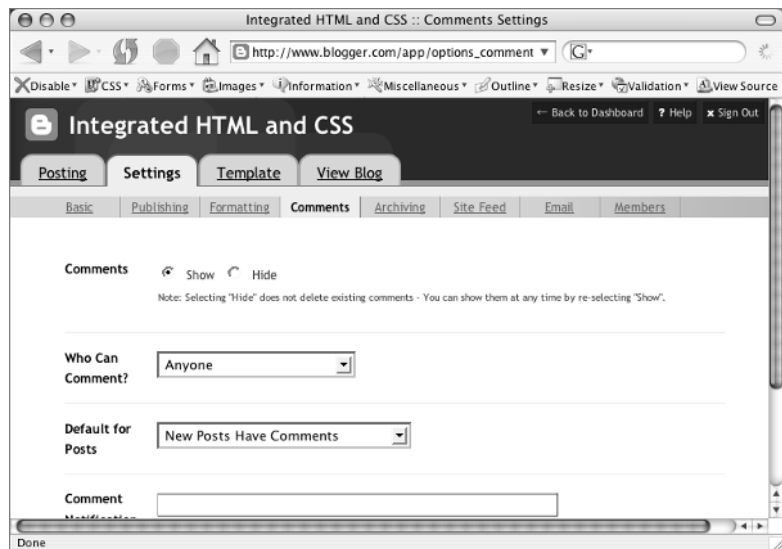 Integrated HTML and CSS :: Comments Settings
http://www.blogger.com/app/options_comment G
Disable CSS Forms Images Information Miscellaneous Outline Resize Validation View Source
← Back to Dashboard ? Help x Sign Out
Integrated HTML and CSS
Posting Settings Template View Blog
Basic Publishing Formatting Comments Archiving Site Feed Email Members
Comments Show Hide
Note: Selecting "Hide" does not delete existing comments - You can show them at any time by re-selecting "Show".
Who Can
Comment?
Anyone
Default for
Posts
New Posts Have Comments
Comment
Done